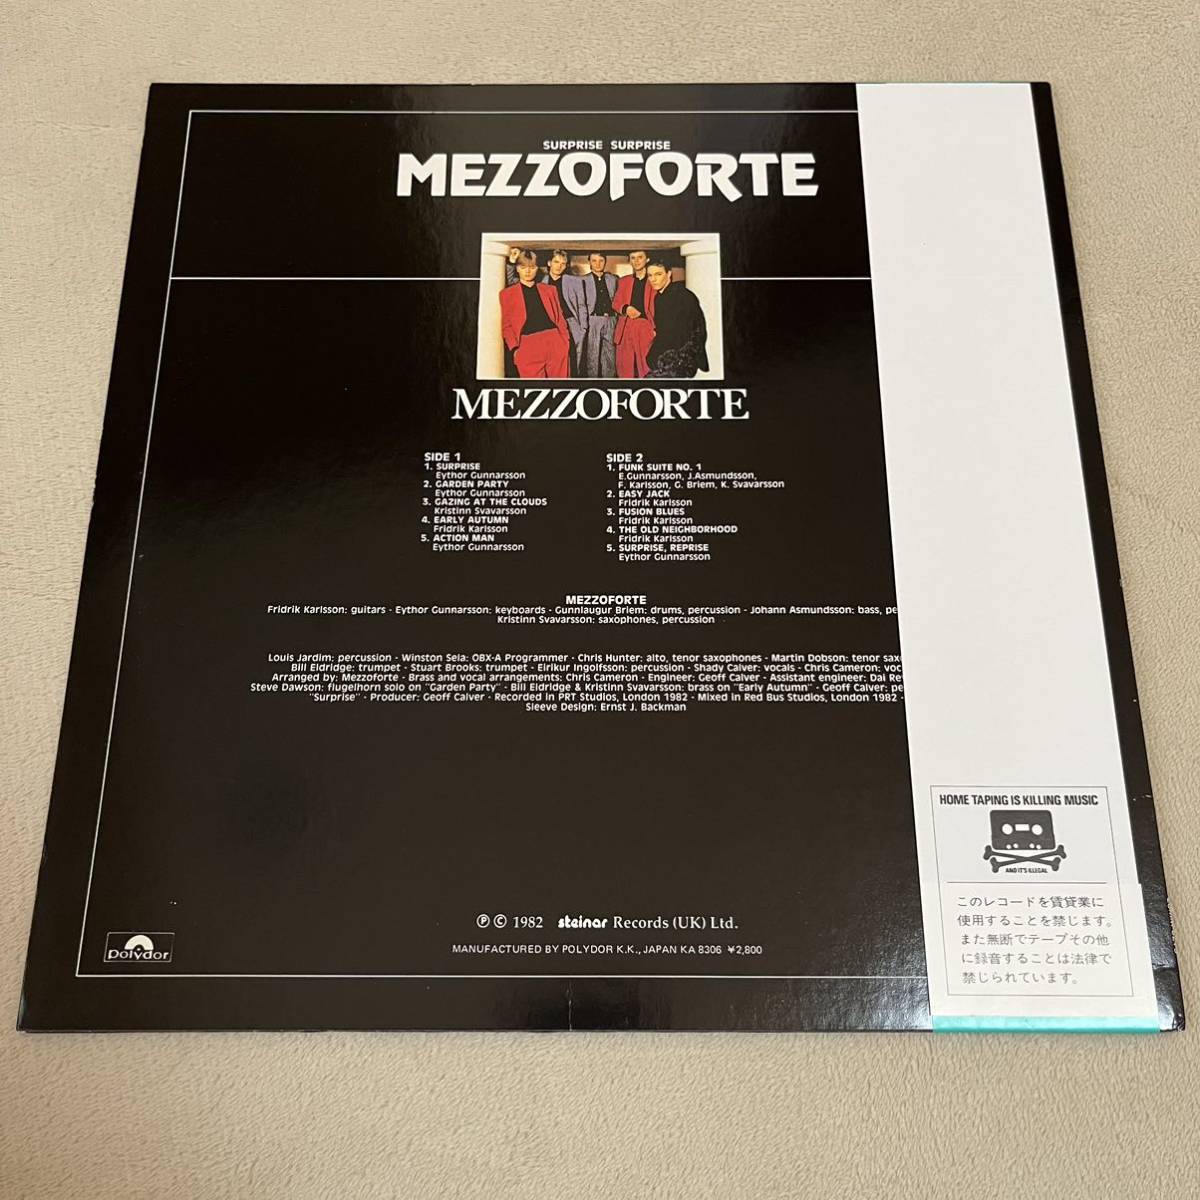 SURPRISE SURPRISE
MEZZOFORTE
MEZZOFORTE
SIDE 1
1. SURPRISE
Eythor Gunnarsson
2. GARDEN PARTY
Eythor Gunnarsson
3. GAZING AT THE CLOUDS
Kristinn Svavarsson
4. EARLY AUTUMN
Fridrik Karlsson
5. ACTION MAN
Eythor Gunnarsson
SIDE 2
1. FUNK SUITE NO. 1
E.Gunnarsson, J.Asmundsson,
F. Karlsson, G. Briem, K. Svavarsson
2. EASY JACK
Fridrik Karlsson
3. FUSION BLUES
Fridrik Karlsson
4. THE OLD NEIGHBORHOOD
Fridrik Karlsson
5. SURPRISE, REPRISE
Eythor Gunnarsson
MEZZOFORTE
Fridrik Karlsson: guitars - Eythor Gunnarsson: keyboards - Gunnlaugur Briem: drums, percussion - Johann Asmundsson: bass, pe
Kristinn Svavarsson: saxophones, percussion
Louis Jardim: percussion - Winston Sela: OBX-A Programmer - Chris Hunter: alto, tenor saxophones - Martin Dobson: tenor sax
Bill Eldridge: trumpet - Stuart Brooks: trumpet - Eirikur Ingolfsson: percussion - Shady Calver: vocals - Chris Cameron: voc
Arranged by: Mezzoforte - Brass and vocal arrangements: Chris Cameron - Engineer: Geoff Calver - Assistant engineer: Dai Re
Steve Dawson: flugelhorn solo on "Garden Party" - Bill Eldridge & Kristinn Svavarsson: brass on "Early Autumn" - Geoff Calver: pe
"Surprise" - Producer: Geoff Calver - Recorded in PRT Studios, London 1982 - Mixed in Red Bus Studios, London 1982 -
Sleeve Design: Ernst J. Backman
HOME TAPING IS KILLING MUSIC
AND IT'S ILLEGAL
このレコードを賃貸業に
使用することを禁じます。
また無断でテープその他
に録音することは法律で
禁じられています。
℗ © 1982 steinar Records (UK) Ltd.
MANUFACTURED BY POLYDOR K.K., JAPAN KA 8306 ¥2,800
polydor